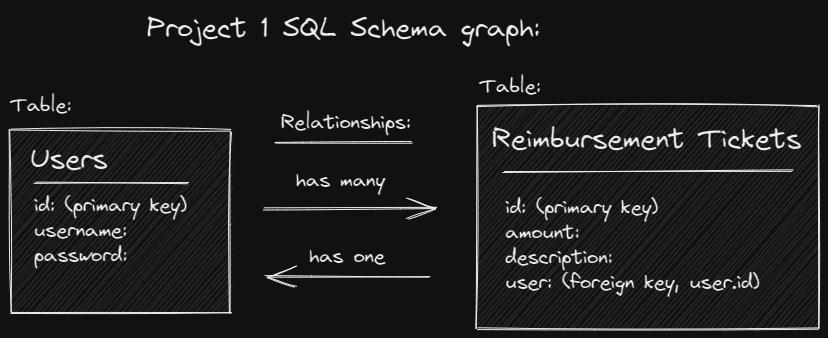 Project 1 SQL Schema graph:
Table:
Users
id: (primary key)
username:
password:
Relationships:
has many
has one
Table:
Reimbursement Tickets
id: (primary key)
amount:
description:
user: (foreign key, user.id)